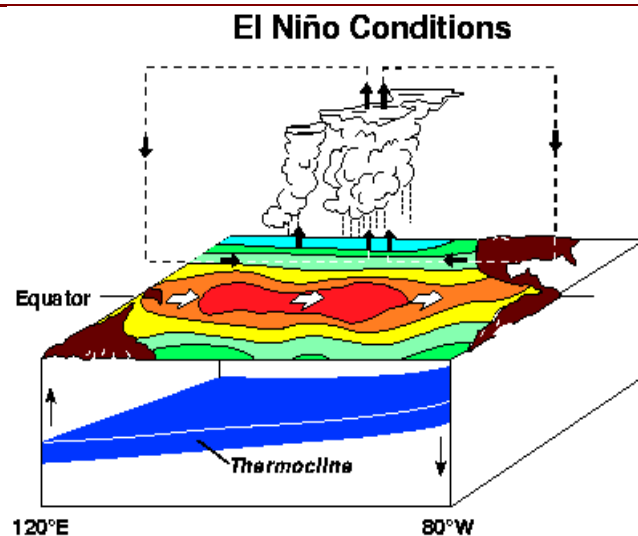 El Niño Conditions
Equator
Thermocline
120°E
80°W